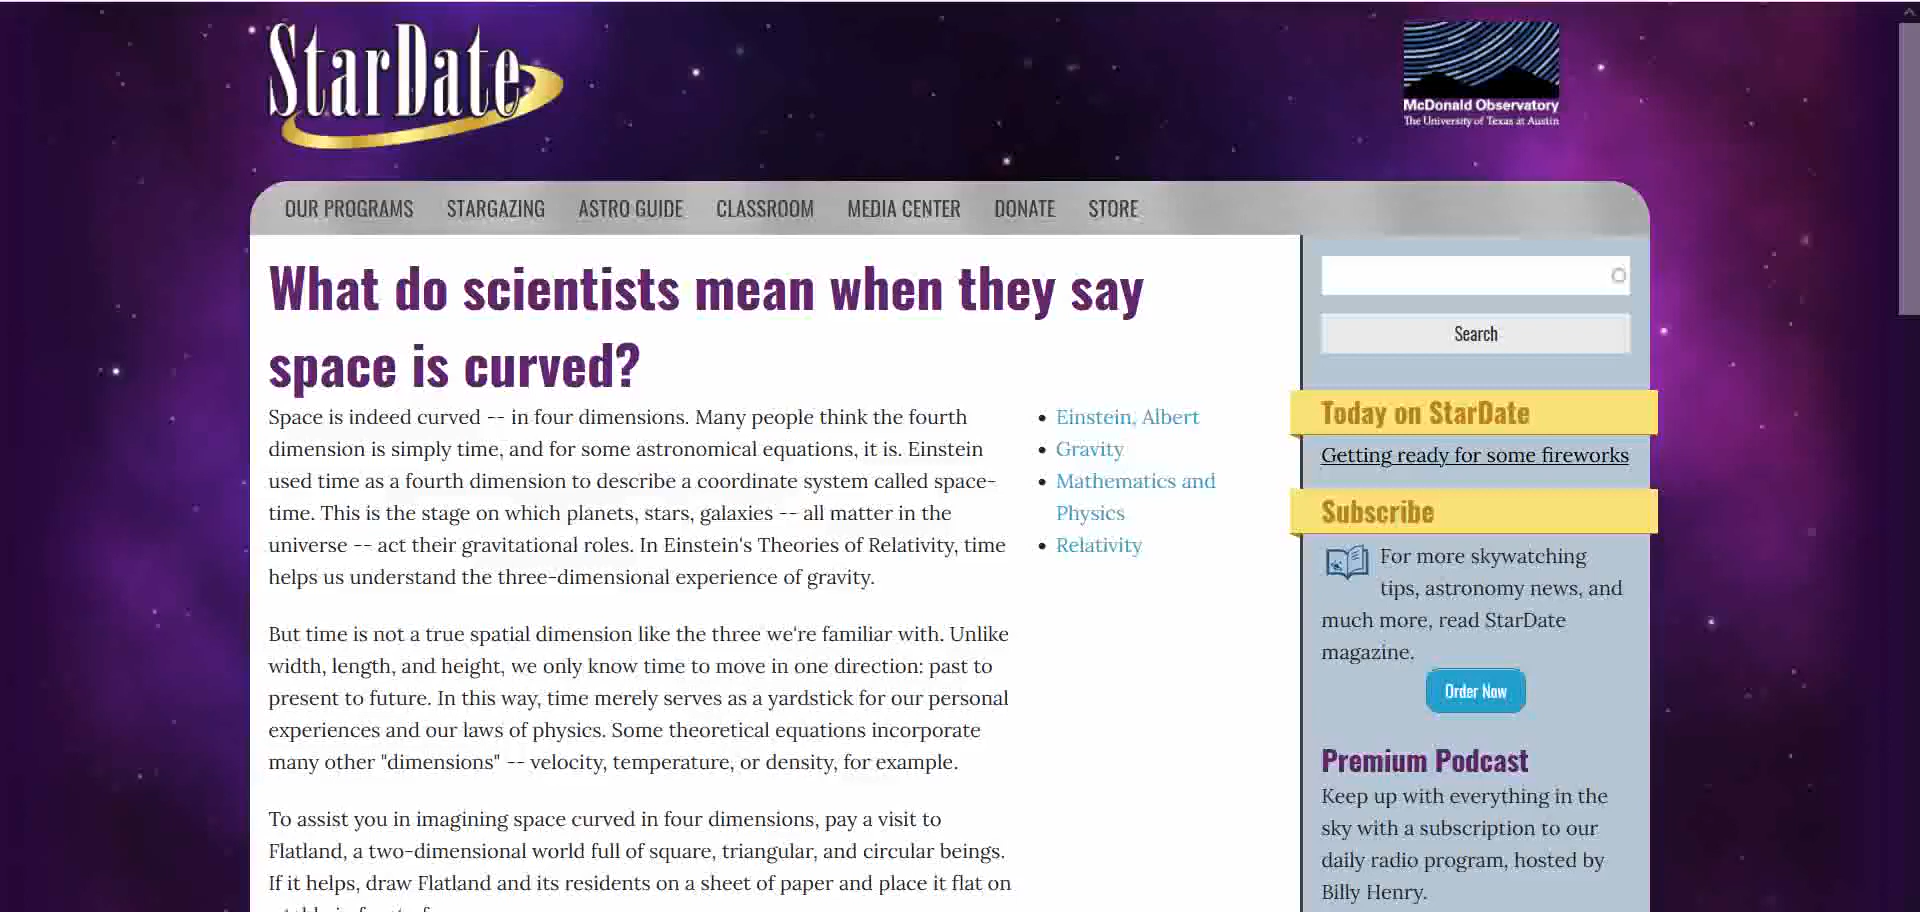 StarDate
McDonald Observatory
The University of Texas at Austin
OUR PROGRAMS STARGAZING ASTRO GUIDE CLASSROOM MEDIA CENTER DONATE STORE
What do scientists mean when they say
space is curved?
Space is indeed curved -- in four dimensions. Many people think the fourth
dimension is simply time, and for some astronomical equations, it is. Einstein
used time as a fourth dimension to describe a coordinate system called space-
time. This is the stage on which planets, stars, galaxies -- all matter in the
universe -- act their gravitational roles. In Einstein's Theories of Relativity, time
helps us understand the three-dimensional experience of gravity.
But time is not a true spatial dimension like the three we're familiar with. Unlike
width, length, and height, we only know time to move in one direction: past to
present to future. In this way, time merely serves as a yardstick for our personal
experiences and our laws of physics. Some theoretical equations incorporate
many other "dimensions" -- velocity, temperature, or density, for example.
To assist you in imagining space curved in four dimensions, pay a visit to
Flatland, a two-dimensional world full of square, triangular, and circular beings.
If it helps, draw Flatland and its residents on a sheet of paper and place it flat on
Einstein, Albert
Gravity
Mathematics and
Physics
Relativity
Search
Today on StarDate
Getting ready for some fireworks
Subscribe
For more skywatching
tips, astronomy news, and
much more, read StarDate
magazine.
Order Now
Premium Podcast
Keep up with everything in the
sky with a subscription to our
daily radio program, hosted by
Billy Henry.